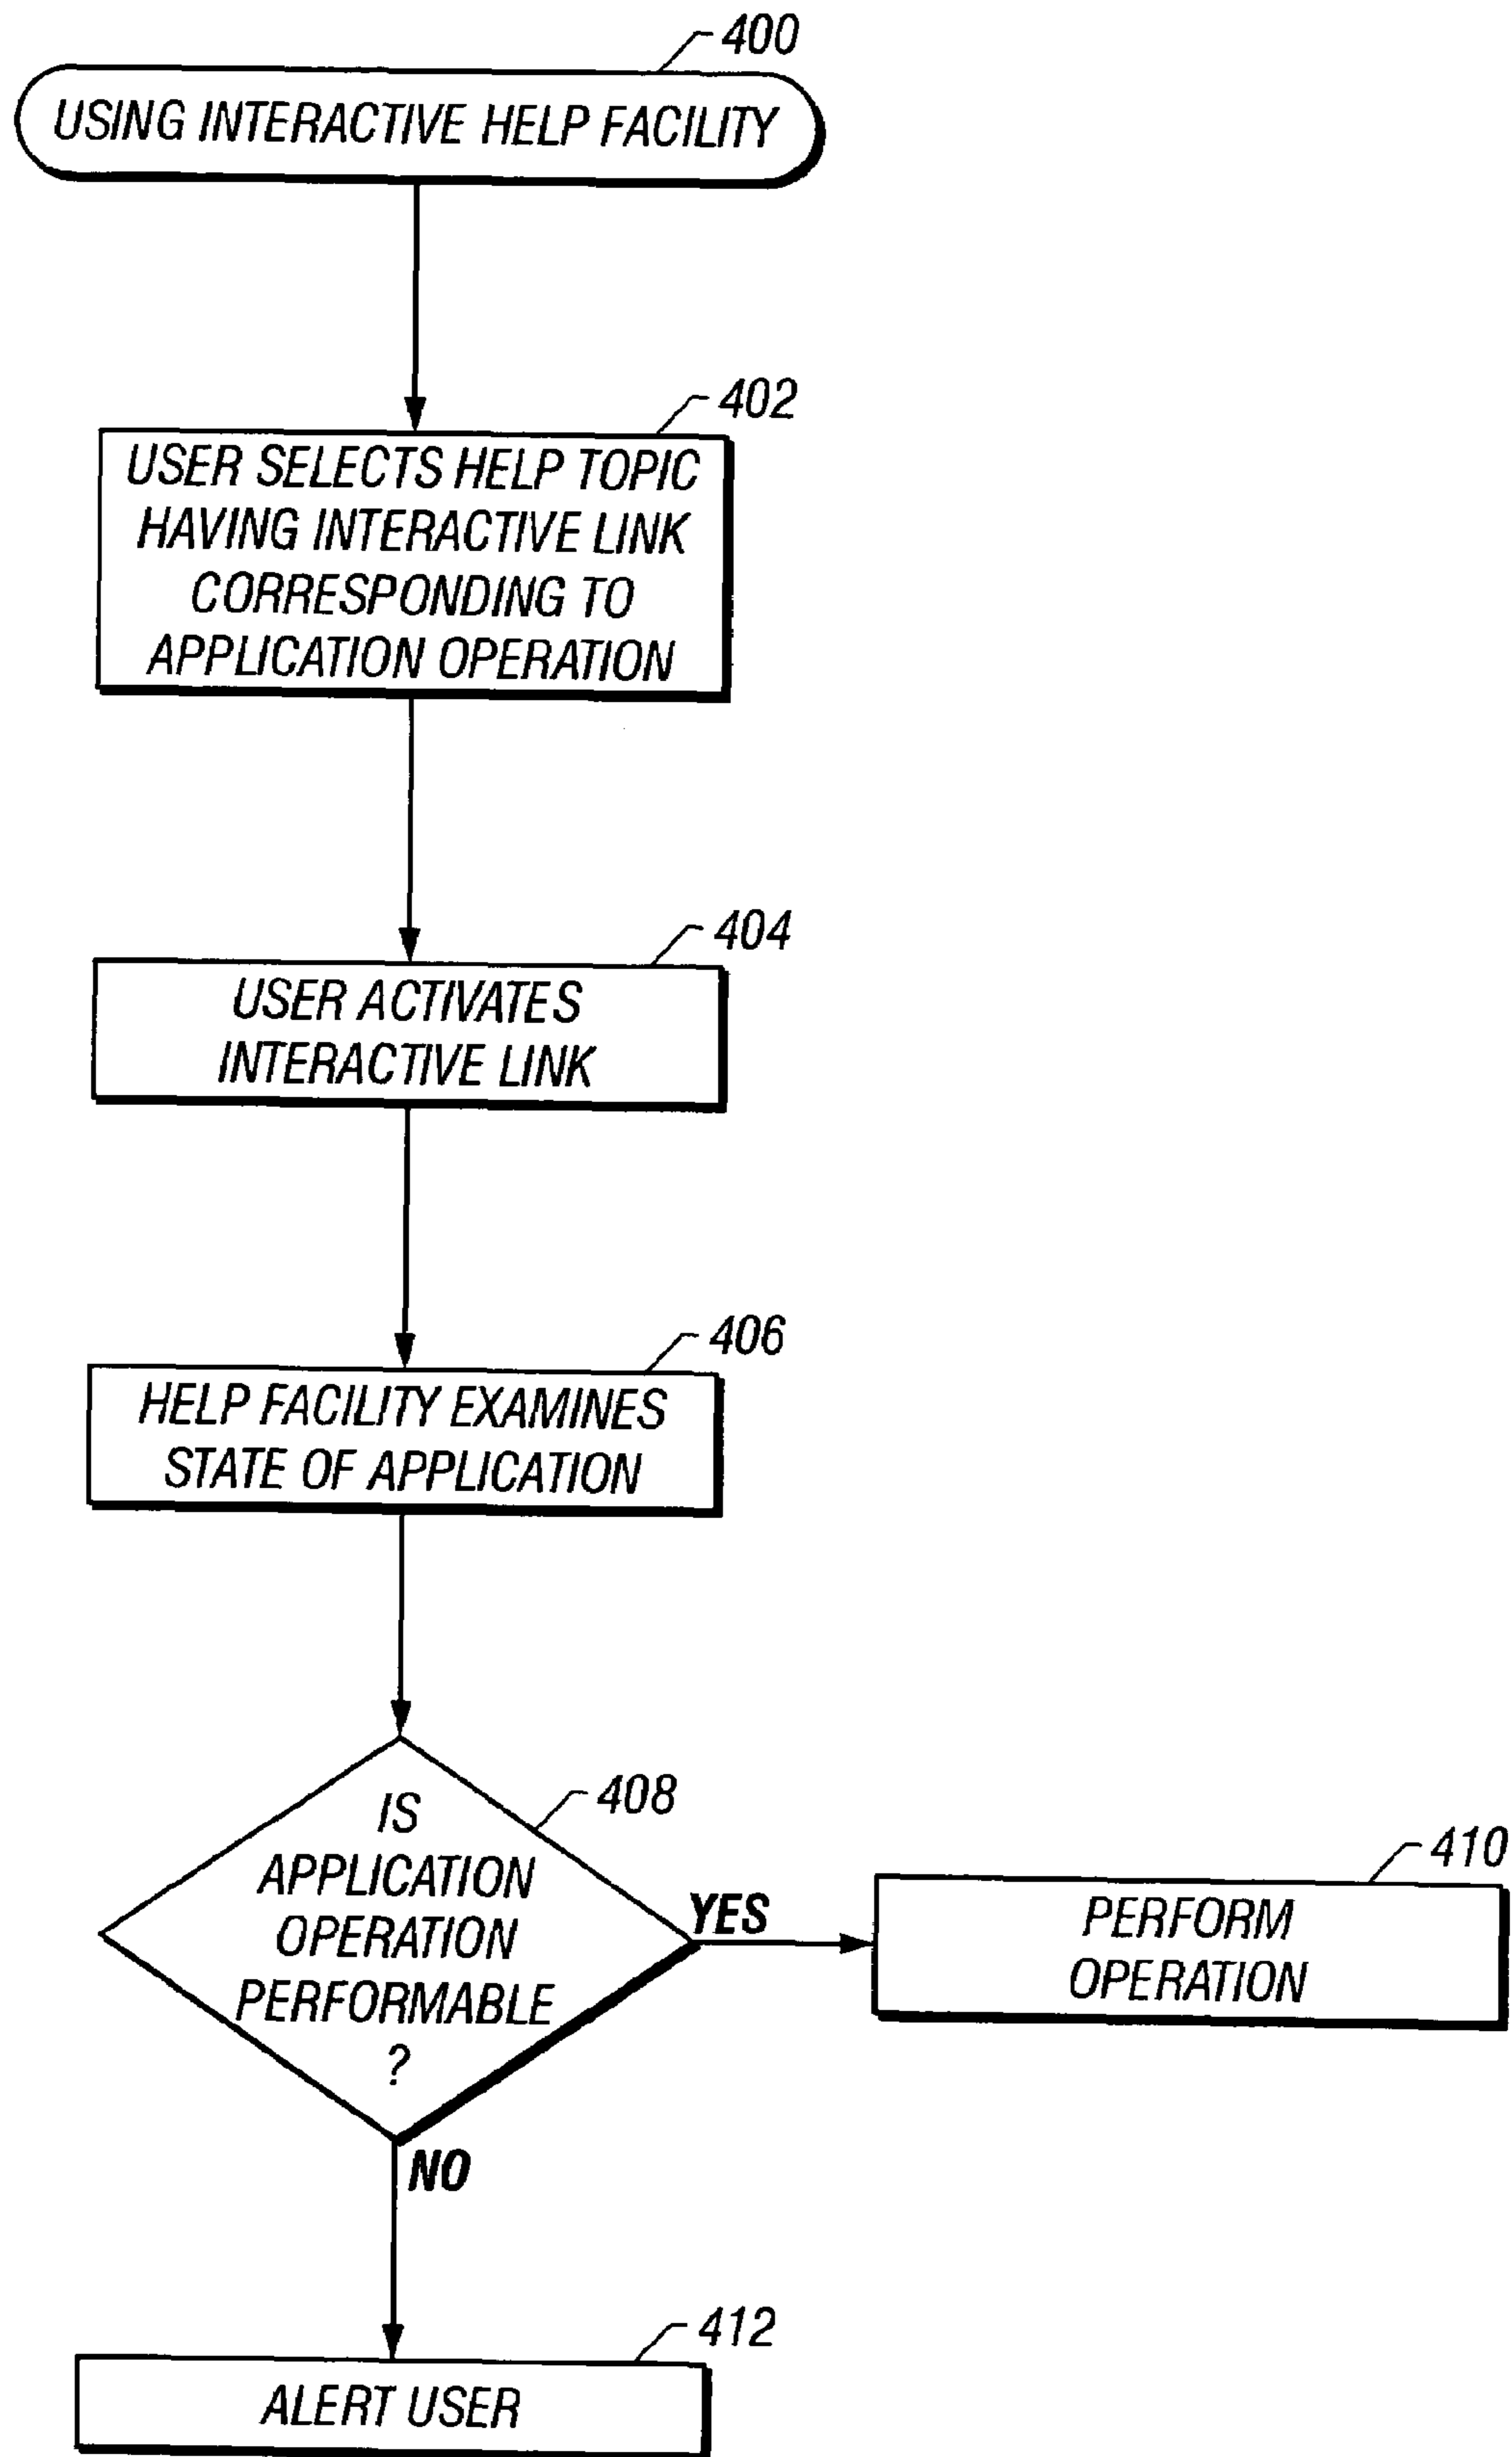 400
USING INTERACTIVE HELP FACILITY
402
USER SELECTS HELP TOPIC
HAVING INTERACTIVE LINK
CORRESPONDING TO
APPLICATION OPERATION
404
USER ACTIVATES
INTERACTIVE LINK
406
HELP FACILITY EXAMINES
STATE OF APPLICATION
408
IS
APPLICATION
OPERATION
PERFORMABLE
?
YES
410
PERFORM
OPERATION
NO
412
ALERT USER